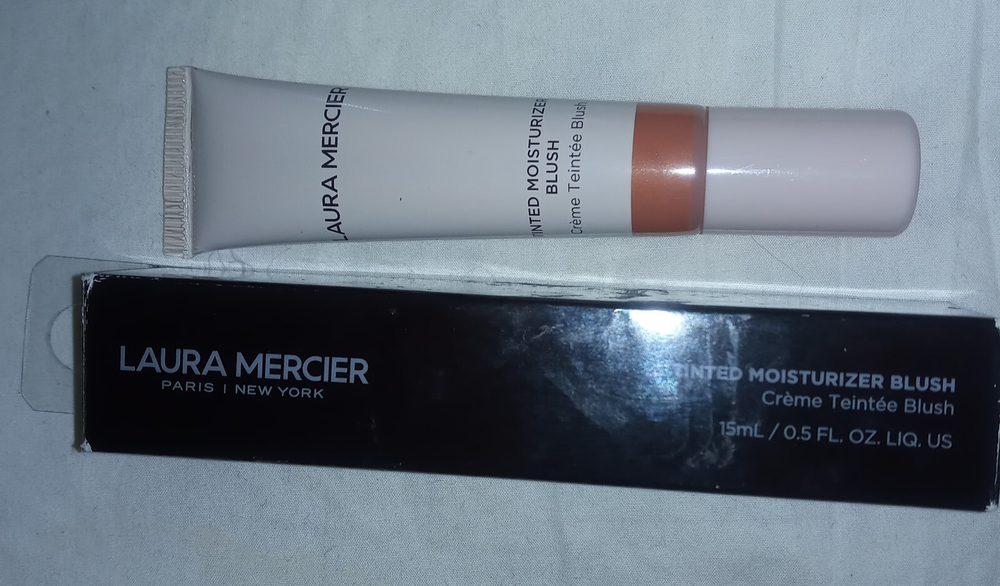 LAURA MERCIER
TINTED MOISTURIZER
BLUSH
Crème Teintée Blush
LAURA MERCIER
PARIS | NEW YORK
TINTED MOISTURIZER BLUSH
Crème Teintée Blush
15mL / 0.5 FL. OZ. LIQ. US